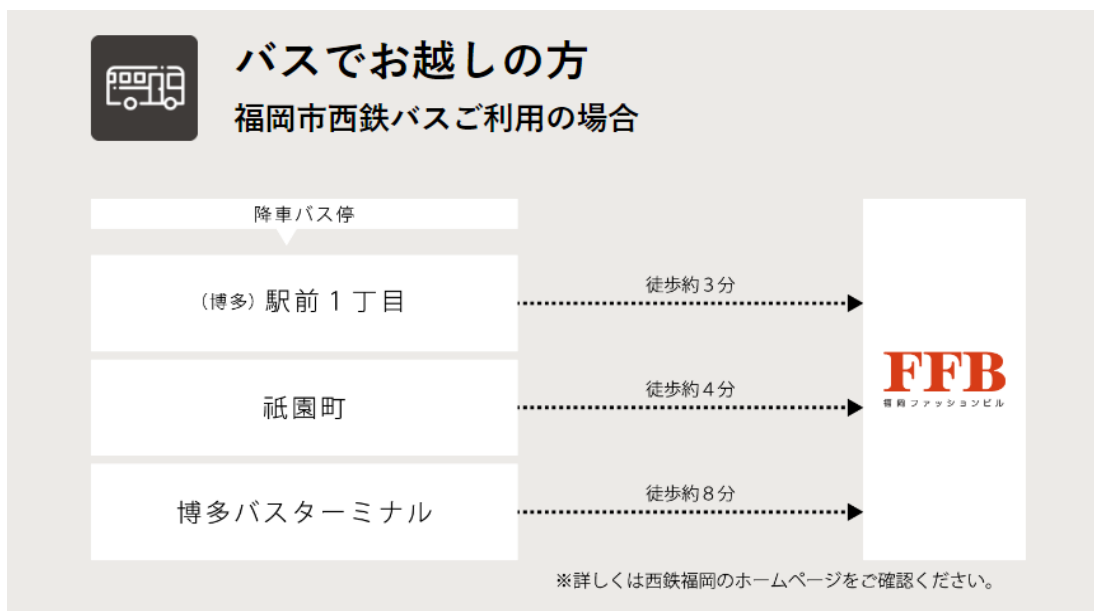 バスでお越しの方
福岡市西鉄バスご利用の場合
降車バス停
（博多）駅前１丁目
徒歩約３分
祇園町
徒歩約４分
博多バスターミナル
徒歩約８分
FFB
福岡ファッションビル
※詳しくは西鉄福岡のホームページをご確認ください。